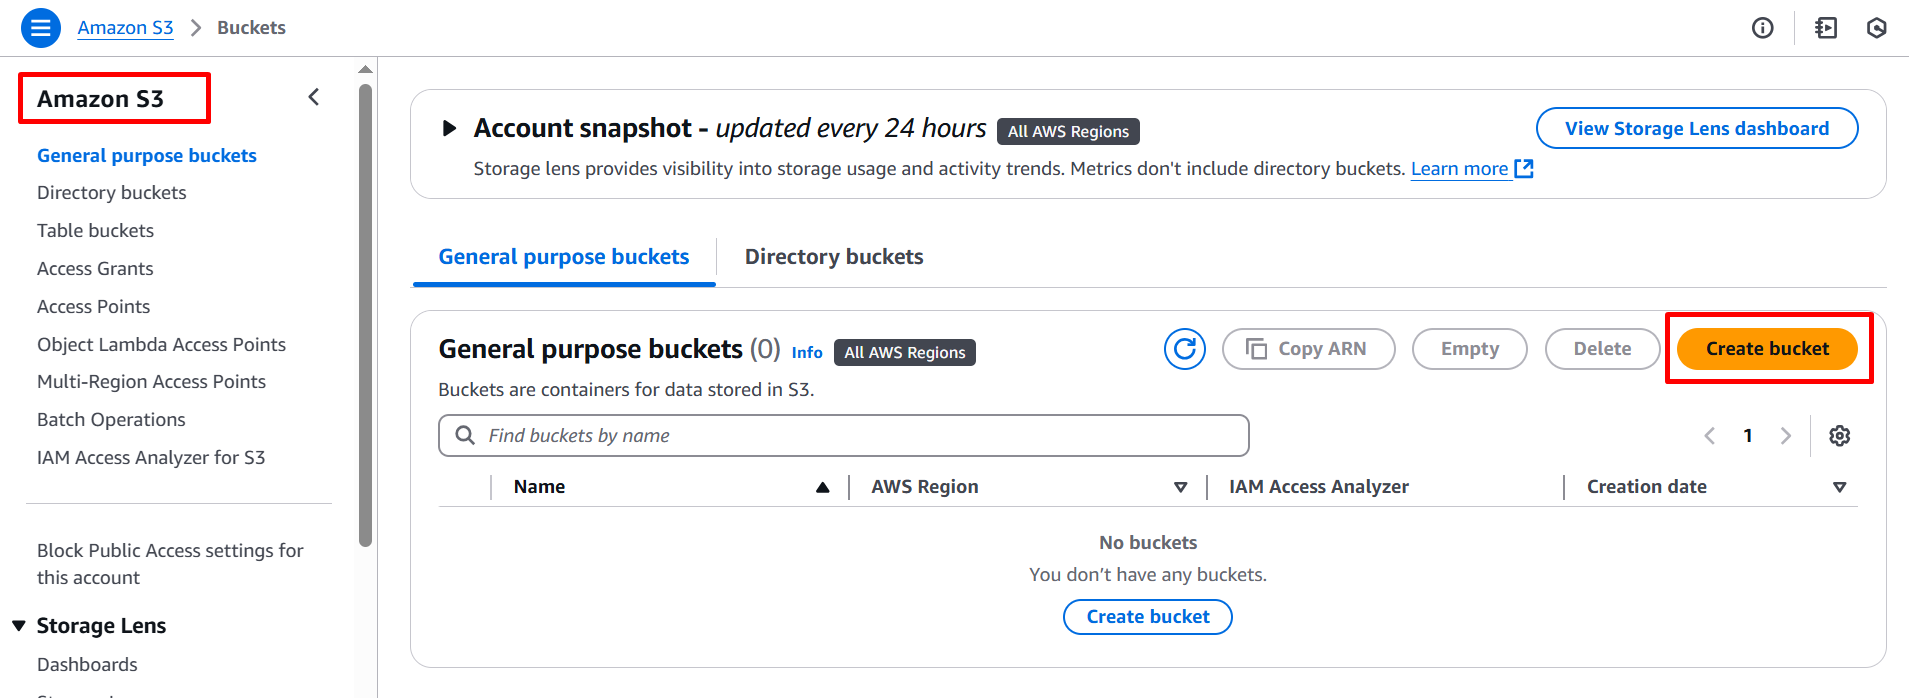 Amazon S3 > Buckets
Amazon S3
General purpose buckets
Directory buckets
Table buckets
Access Grants
Access Points
Object Lambda Access Points
Multi-Region Access Points
Batch Operations
IAM Access Analyzer for S3
Block Public Access settings for
this account
Storage Lens
Dashboards
Account snapshot - updated every 24 hours All AWS Regions
View Storage Lens dashboard
Storage lens provides visibility into storage usage and activity trends. Metrics don't include directory buckets. Learn more
General purpose buckets Directory buckets
General purpose buckets (0) Info All AWS Regions
Copy ARN Empty Delete Create bucket
Buckets are containers for data stored in S3.
Find buckets by name
1
Name AWS Region IAM Access Analyzer Creation date
No buckets
You don’t have any buckets.
Create bucket